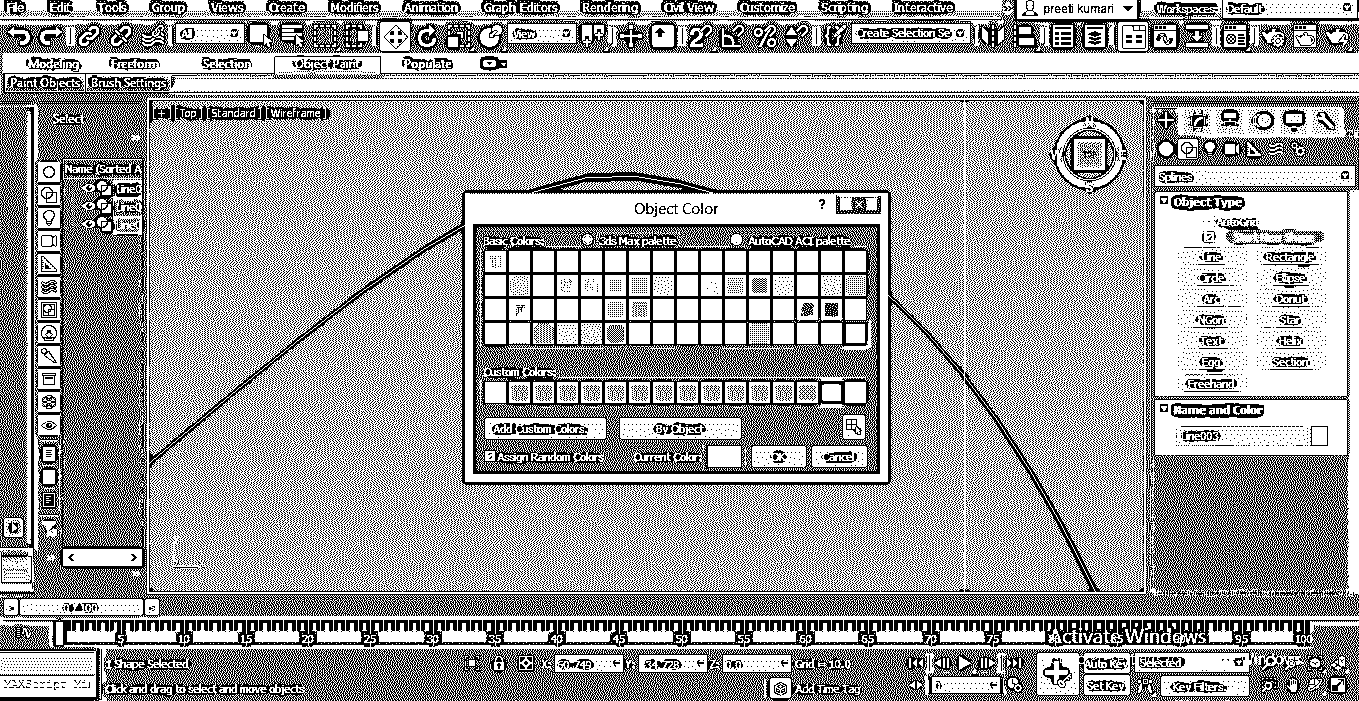 File Edit Tools Group Views Create Modifiers Animation Graph Editors Rendering Civil View Customize Scripting Interactive preeti kumari Workspaces: Default
All View Create Selection Se
Modeling Freeform Selection Object Paint Populate
Paint Objects Brush Settings
Select
[+] [Top] [Standard] [Wireframe]
Name (Sorted A
Splines
Object Type
AutoGrid
Line Rectangle
Circle Ellipse
Arc Donut
NGon Star
Text Helix
Egg Section
Freehand
Name and Color
Line003
Object Color
? X
Basic Colors: 3ds Max palette AutoCAD ACI palette
Custom Colors:
Add Custom Colors... By Object
Assign Random Colors Current Color: OK Cancel
< >
0 / 100
5 10 15 20 25 30 35 40 45 50 55 60 65 70 75 95 100
Activate Windows
1 Shape Selected X: 50.749 Y: -34.728 Z: 0.0 Grid = 10.0 Auto Key Selected
MAXScript Mi Click and drag to select and move objects Add Time Tag 0 Set Key Key Filters...